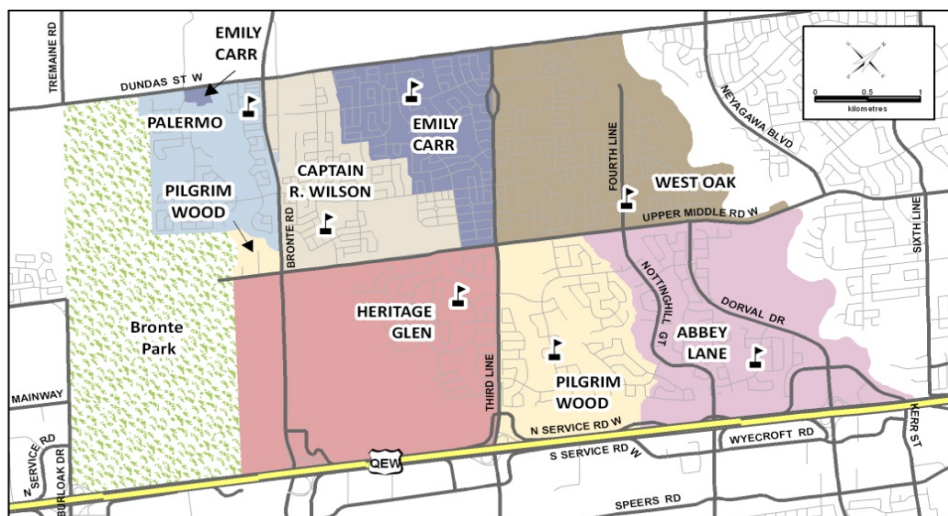 EMILY
CARR
TREMAINE RD
DUNDAS ST W
PALERMO
EMILY
CARR
NEYAGAWA BLVD
0
0.5
1
kilometres
CAPTAIN
R. WILSON
PILGRIM
WOOD
FOURTH LINE
WEST OAK
UPPER MIDDLE RD W
BRONTE RD
SIXTH LINE
Bronte
Park
HERITAGE
GLEN
NOTTINGHILL GT
DORVAL DR
ABBEY
LANE
THIRD LINE
PILGRIM
WOOD
MAINWAY
N SERVICE RD
BURLOAK DR
QEW
N SERVICE RD W
S SERVICE RD W
WYECROFT RD
KERR ST
SPEERS RD